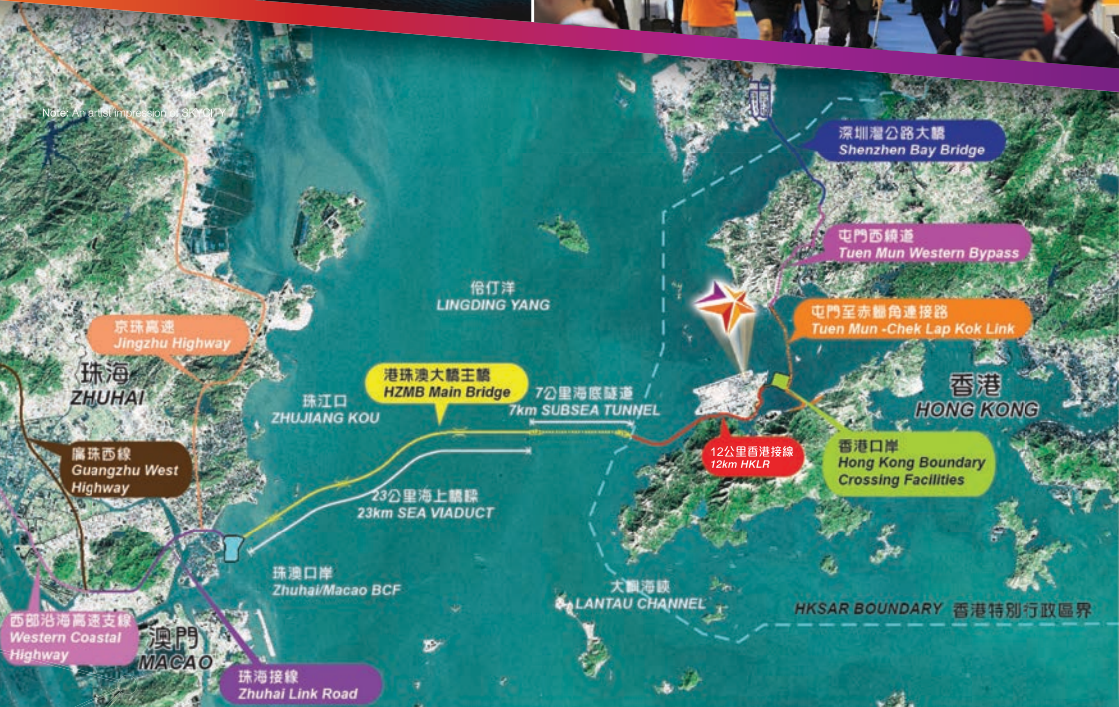 Note: An artist impression of SKYCITY
深圳灣公路大橋
Shenzhen Bay Bridge
屯門西繞道
Tuen Mun Western Bypass
伶仃洋
LINGDING YANG
屯門至赤鱲角連接路
Tuen Mun -Chek Lap Kok Link
京珠高速
Jingzhu Highway
珠海
ZHUHAI
港珠澳大橋主橋
HZMB Main Bridge
香港
HONG KONG
珠江口
ZHUJIANG KOU
7公里海底隧道
7km SUBSEA TUNNEL
廣珠西線
Guangzhu West
Highway
12公里香港接線
12km HKLR
香港口岸
Hong Kong Boundary
Crossing Facilities
23公里海上橋隧
23km SEA VIADUCT
珠澳口岸
Zhuhai/Macao BCF
大嶼海峽
LANTAU CHANNEL
HKSAR BOUNDARY 香港特別行政區界
西部沿海高速支線
Western Coastal
Highway
澳門
MACAO
珠海接線
Zhuhai Link Road